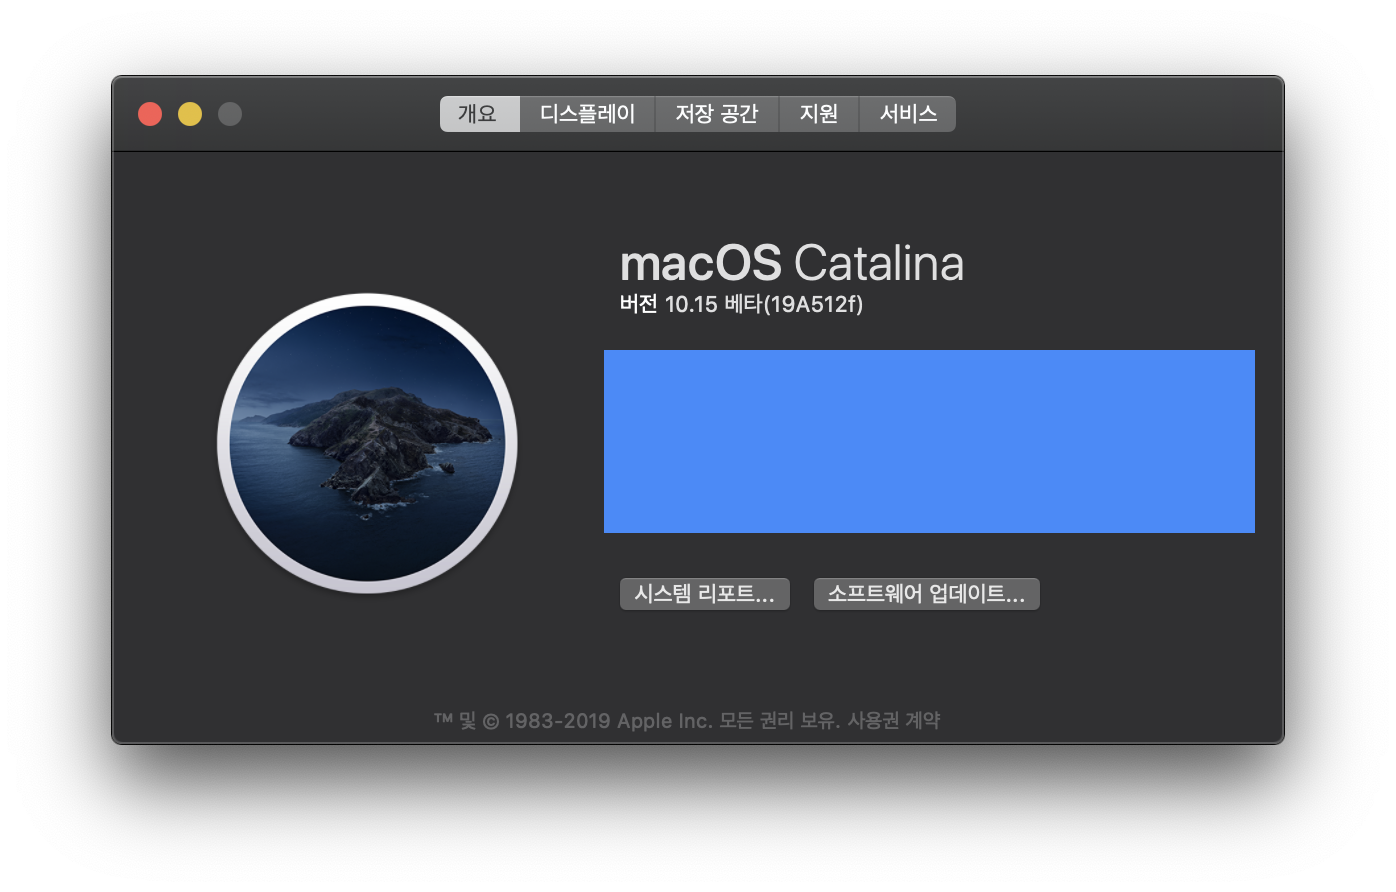 개요 디스플레이 저장 공간 지원 서비스
macOS Catalina
버전 10.15 베타(19A512f)
시스템 리포트... 소프트웨어 업데이트...
™ 및 © 1983-2019 Apple Inc. 모든 권리 보유. 사용권 계약